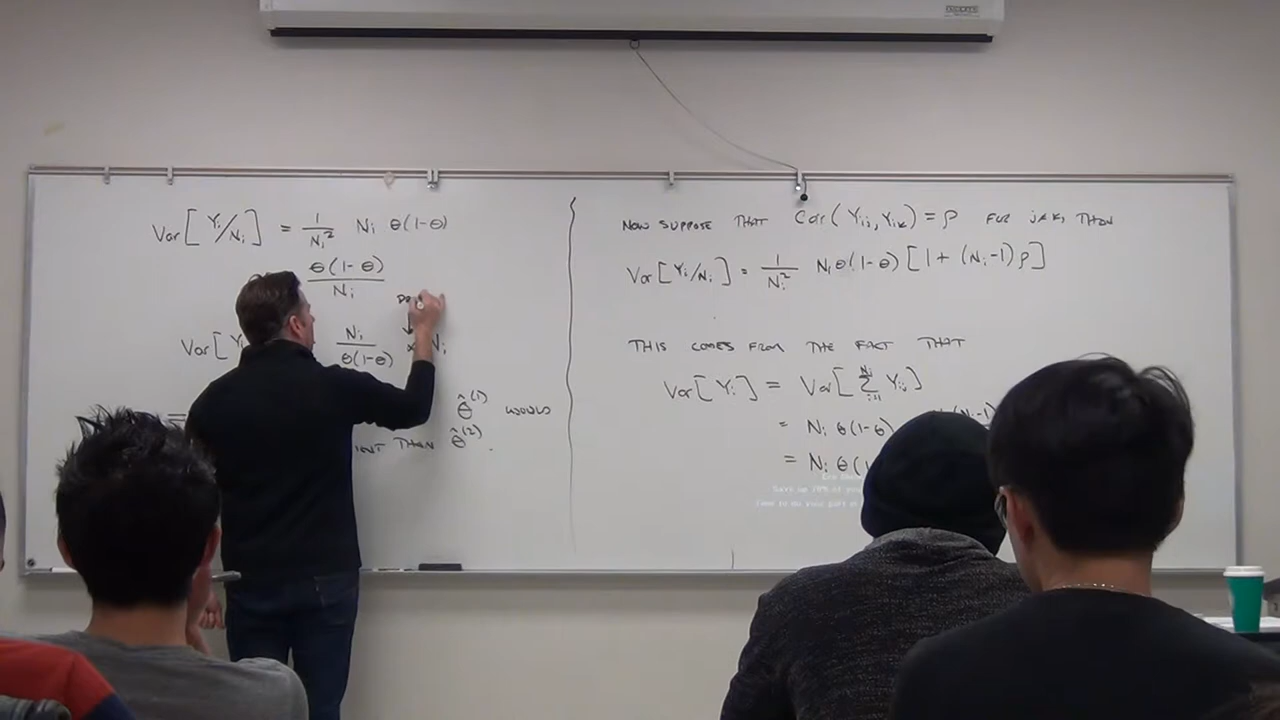 Var[Yi/Ni] = 1/Ni² Ni θ(1-θ)
θ(1-θ)/Ni
Var[Y
Ni/θ(1-θ) ∝ Ni
=
θ̂⁽¹⁾ WOULD
THAN θ̂⁽²⁾.
NOW SUPPOSE THAT Cor(Yij, Yik) = ρ FOR j≠k, THEN
Var[Yi/Ni] = 1/Ni² Niθ(1-θ)[1+(Ni-1)ρ]
THIS COMES FROM THE FACT THAT
Var[Yi] = Var[Σ Yij]
= Ni θ(1-θ)
= Ni θ(1